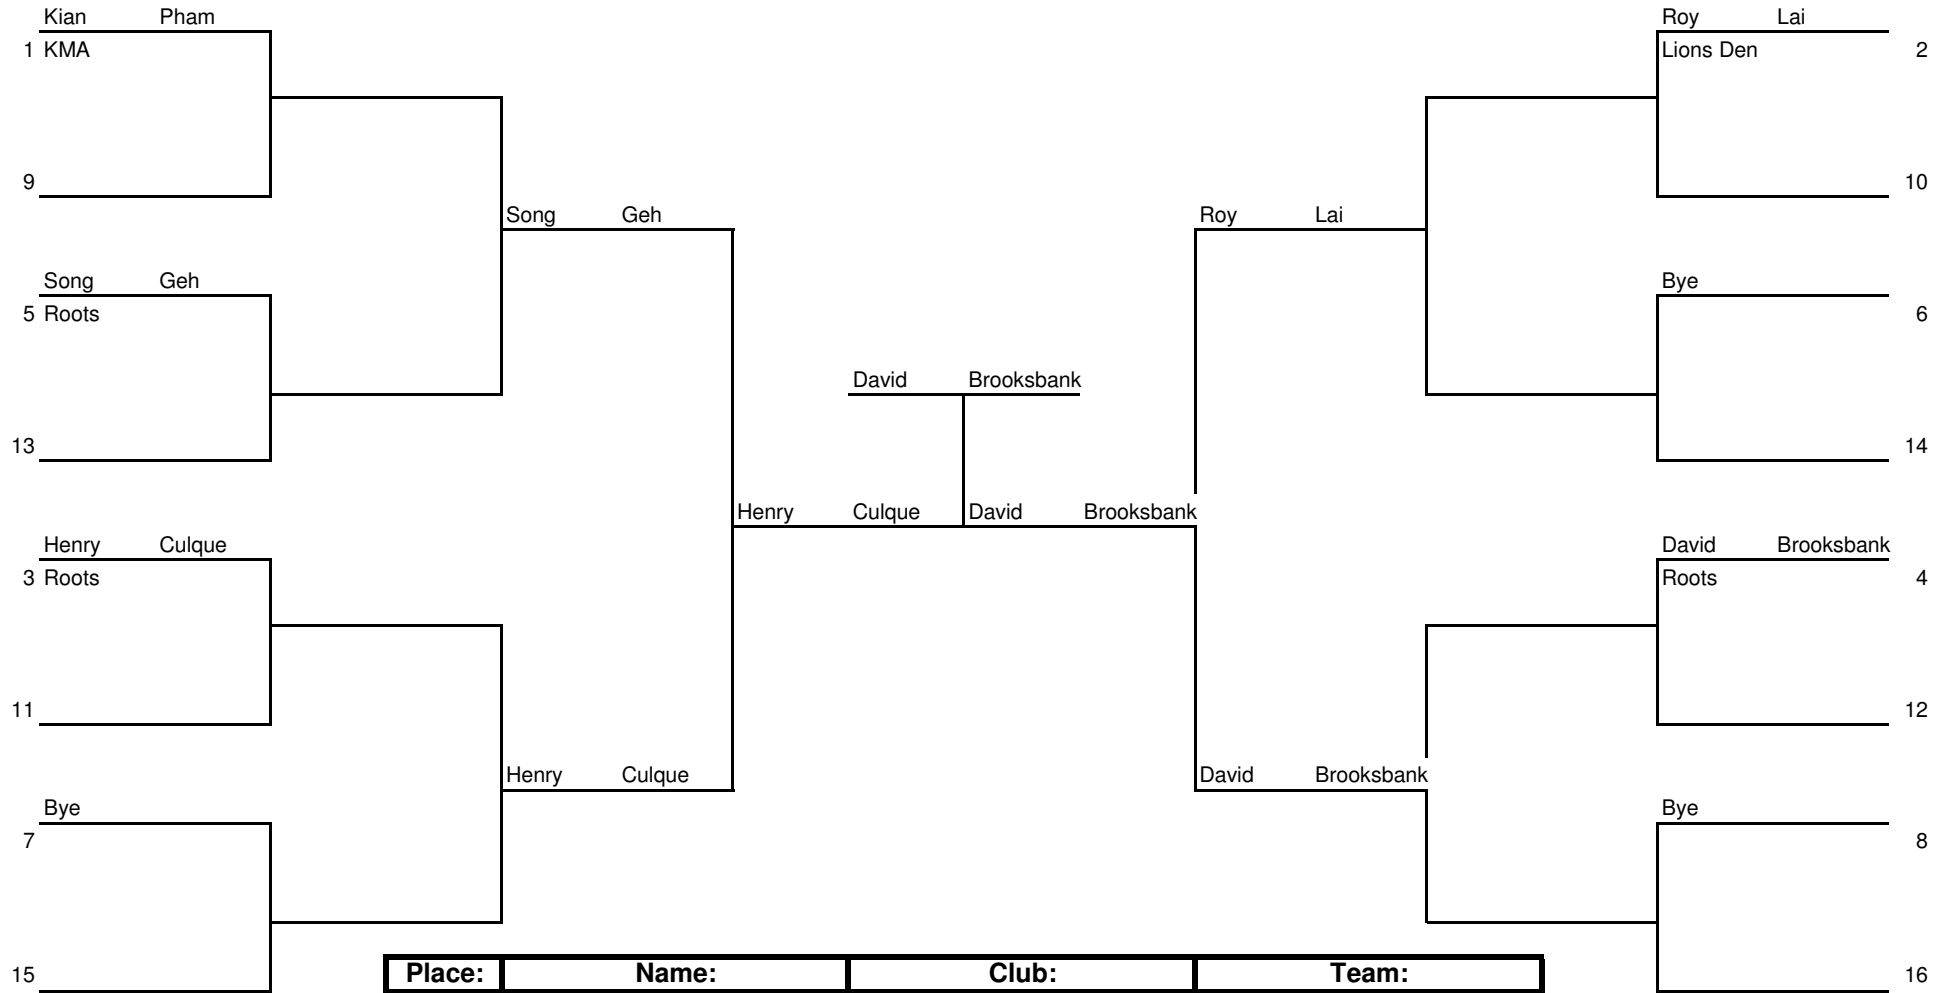 Kian Pham Roy Lai
1 KMA Lions Den 2
9 10
Song Geh Roy Lai
Song Geh Bye
5 Roots 6
David Brooksbank
13 14
Henry Culque David Brooksbank
Henry Culque David Brooksbank
3 Roots Roots 4
11 12
Henry Culque David Brooksbank
Bye Bye
7 8
15 Place: Name: Club: Team: 16